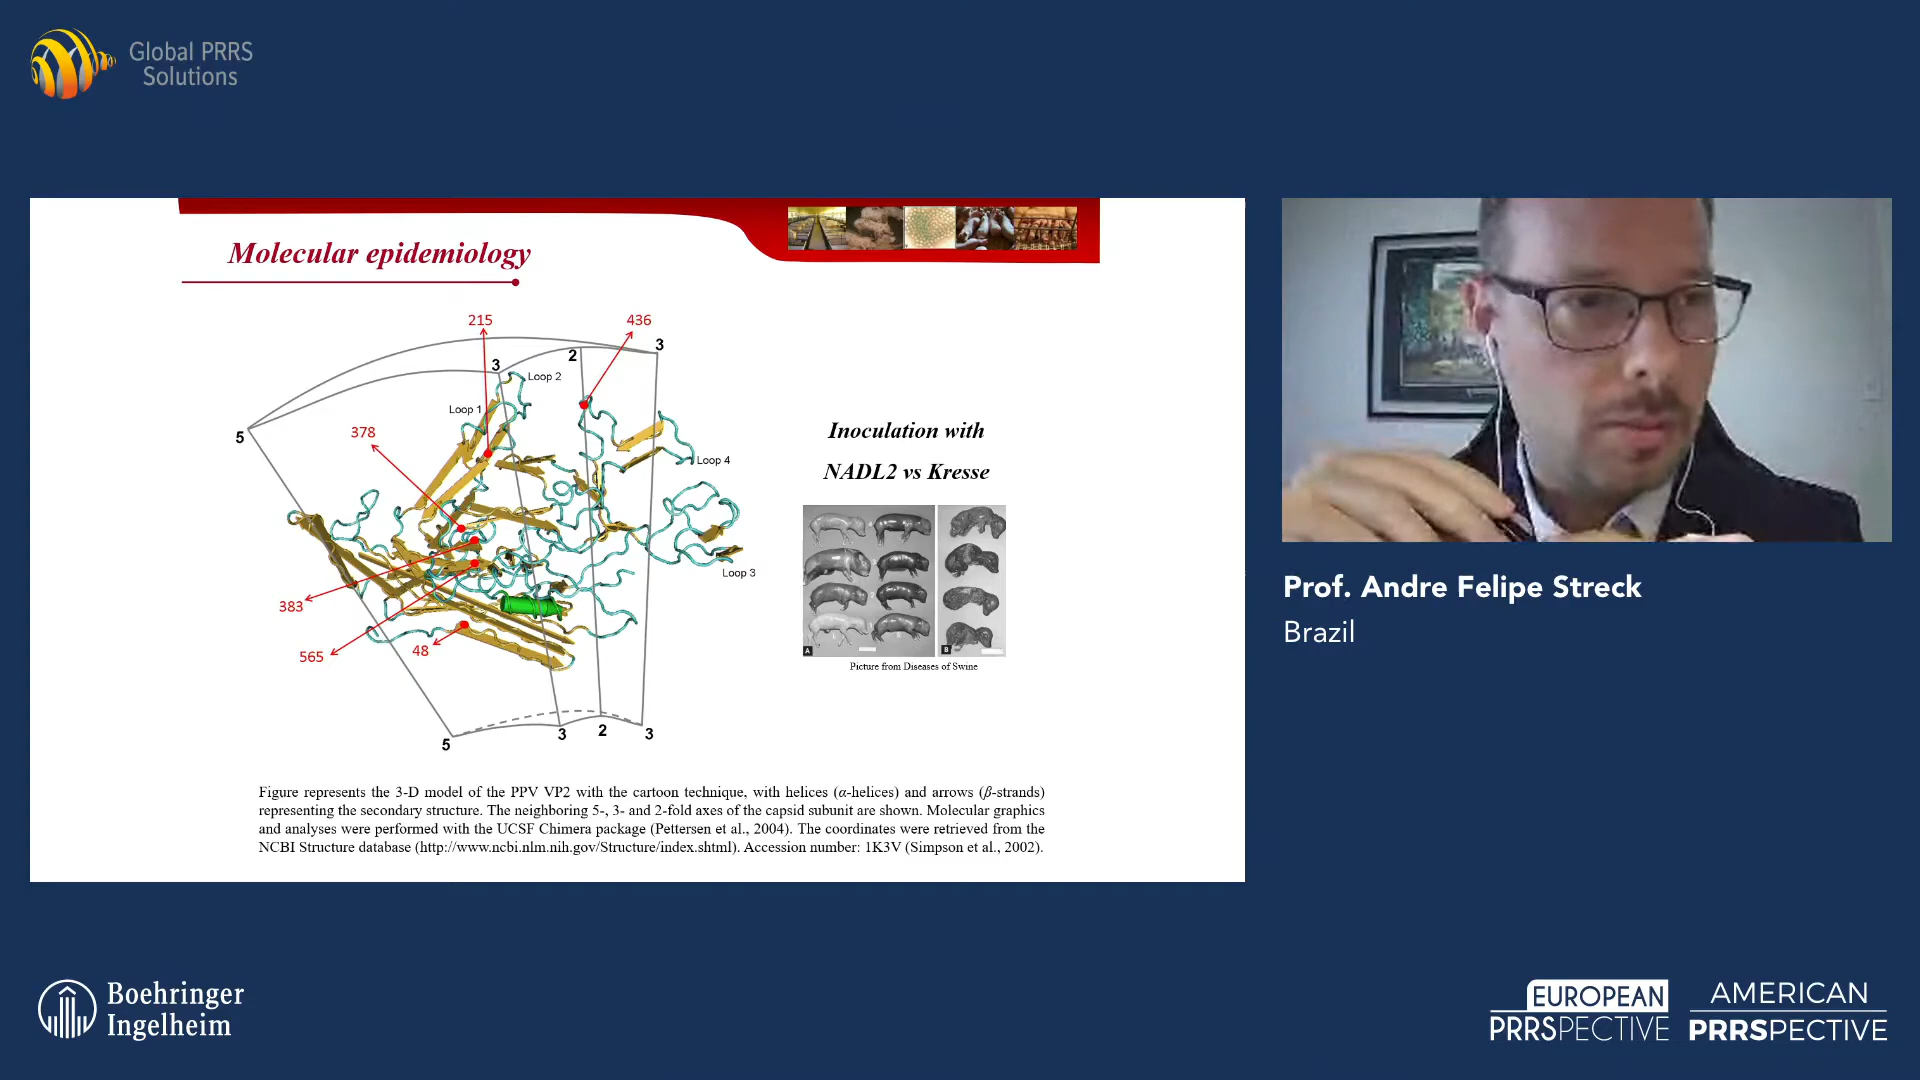 Global PRRS
Solutions
Molecular epidemiology
215
436
3
2
3
Loop 2
Loop 1
5
378
Loop 4
Loop 3
383
565
48
5
3
2
3
Inoculation with
NADL2 vs Kresse
A
B
Picture from Diseases of Swine
Figure represents the 3-D model of the PPV VP2 with the cartoon technique, with helices (α-helices) and arrows (β-strands)
representing the secondary structure. The neighboring 5-, 3- and 2-fold axes of the capsid subunit are shown. Molecular graphics
and analyses were performed with the UCSF Chimera package (Pettersen et al., 2004). The coordinates were retrieved from the
NCBI Structure database (http://www.ncbi.nlm.nih.gov/Structure/index.shtml). Accession number: 1K3V (Simpson et al., 2002).
Prof. Andre Felipe Streck
Brazil
Boehringer
Ingelheim
EUROPEAN
PRRSPECTIVE
AMERICAN
PRRSPECTIVE